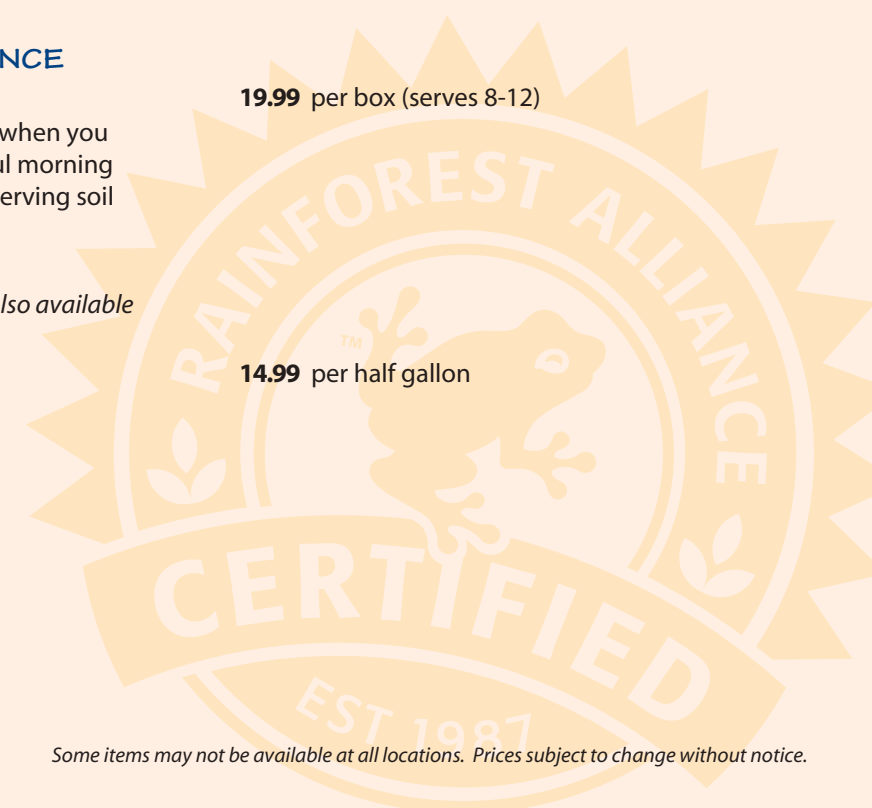 NCE
19.99 per box (serves 8-12)
when you
ul morning
erving soil
lso available
14.99 per half gallon
RAINFOREST ALLIANCE
TM
CERTIFIED
EST 1987
Some items may not be available at all locations. Prices subject to change without notice.